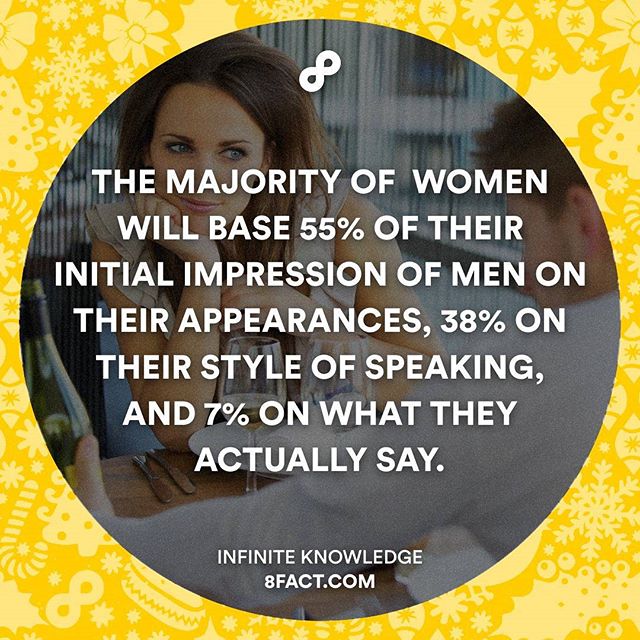 THE MAJORITY OF WOMEN
WILL BASE 55% OF THEIR
INITIAL IMPRESSION OF MEN ON
THEIR APPEARANCES, 38% ON
THEIR STYLE OF SPEAKING,
AND 7% ON WHAT THEY
ACTUALLY SAY.
INFINITE KNOWLEDGE
8FACT.COM